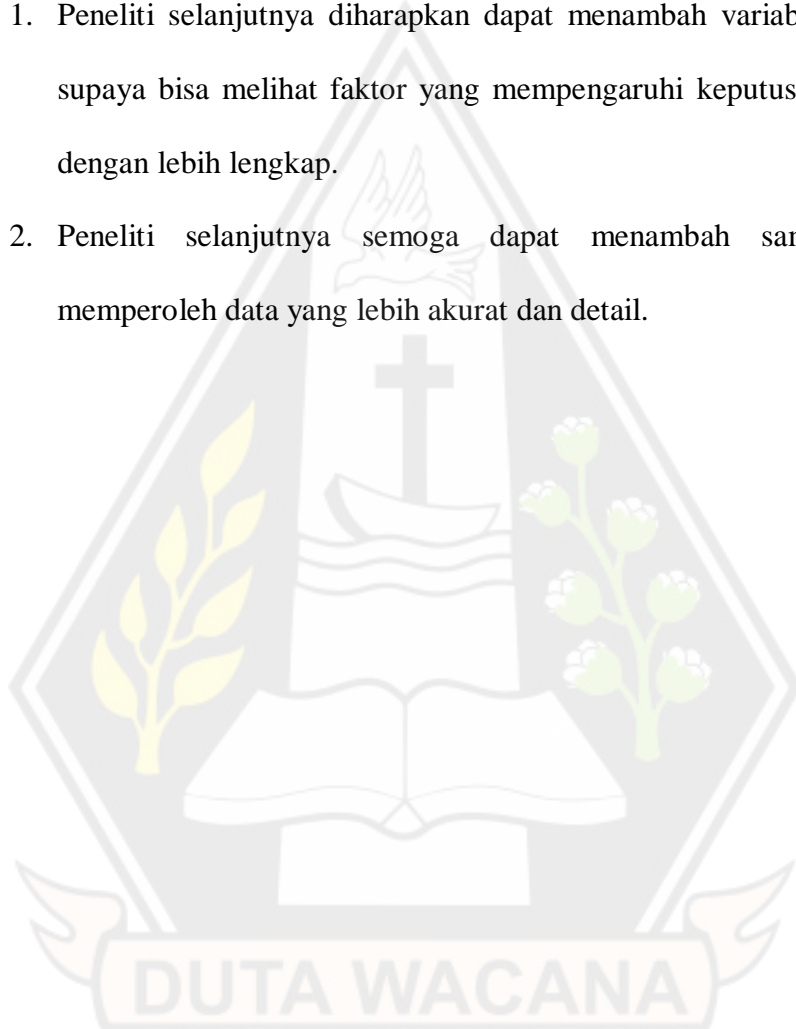 1. Peneliti selanjutnya diharapkan dapat menambah
supaya bisa melihat faktor yang mempengaruhi
dengan lebih lengkap.
2. Peneliti selanjutnya semoga dapat menambah
memperoleh data yang lebih akurat dan detail.
DUTA WACANA